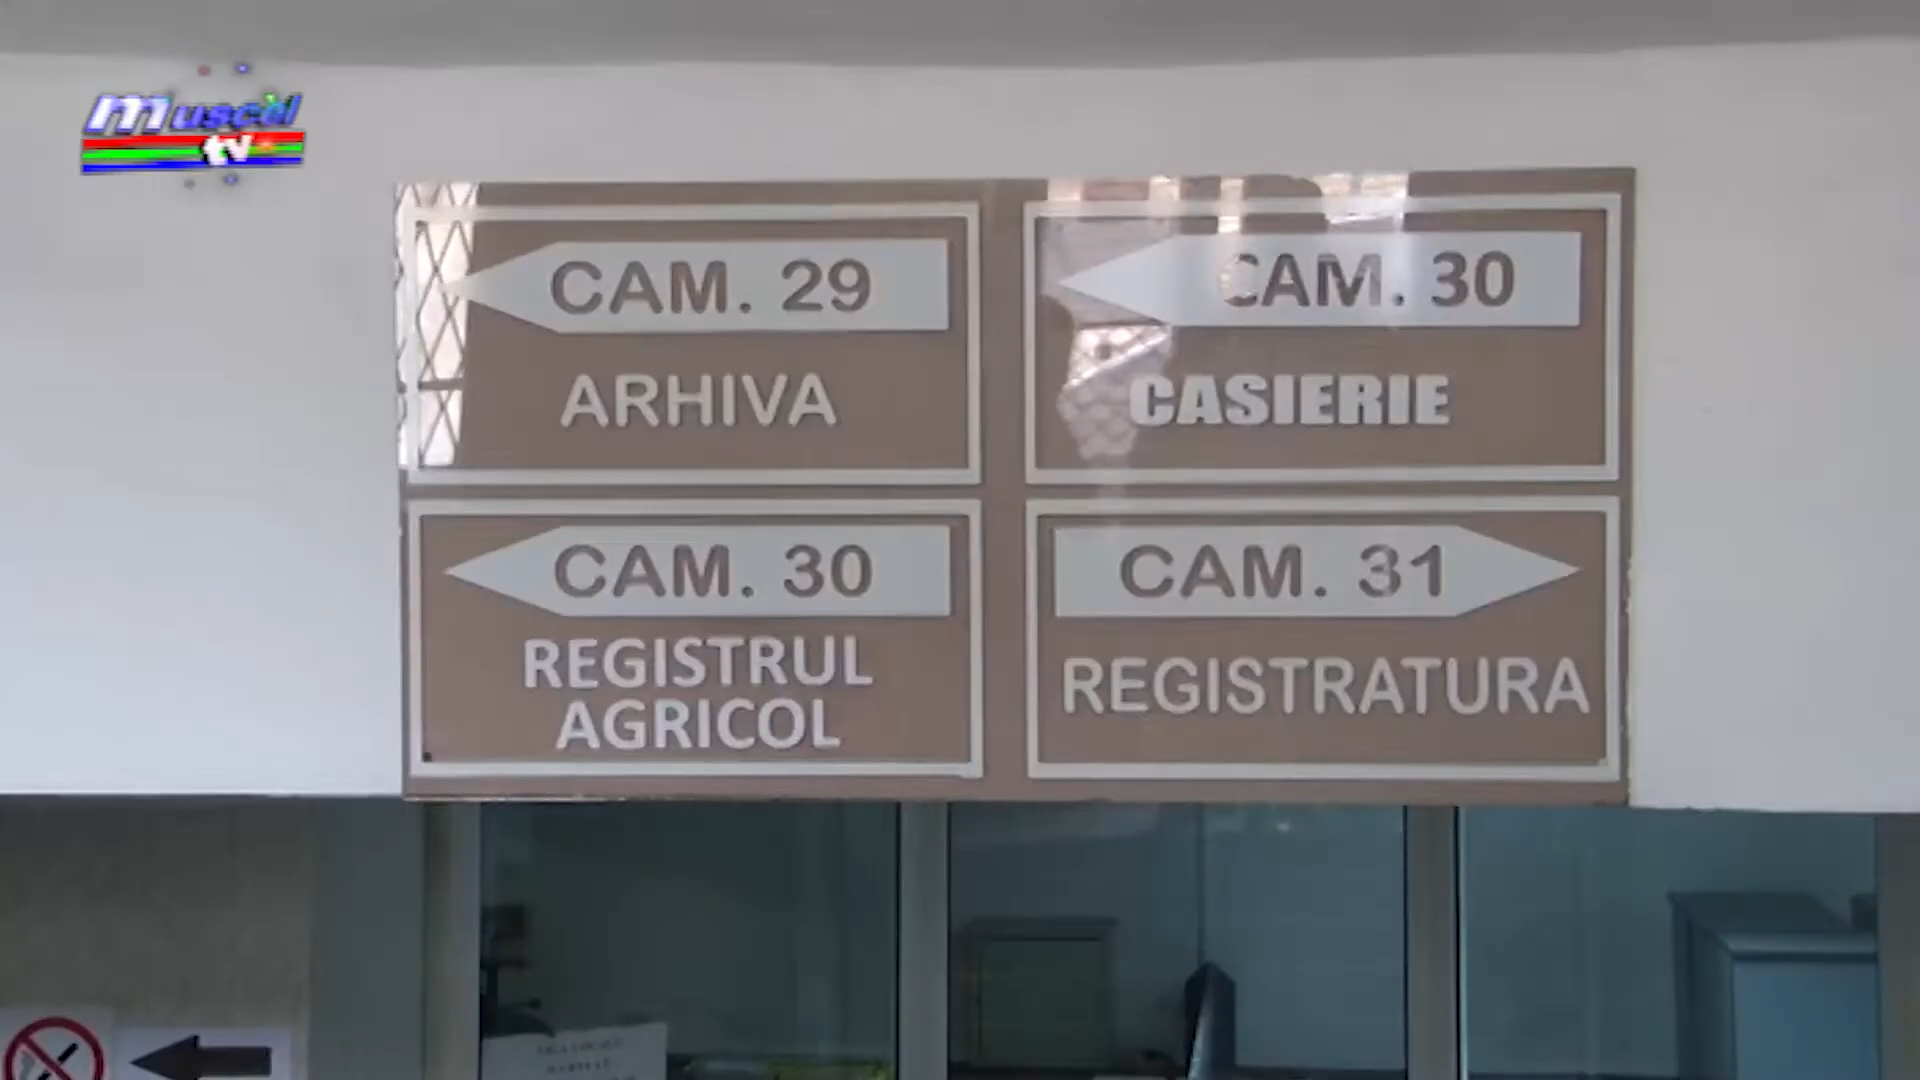 Muscel
tv
CAM. 29
ARHIVA
CAM. 30
CASIERIE
CAM. 30
REGISTRUL
AGRICOL
CAM. 31
REGISTRATURA